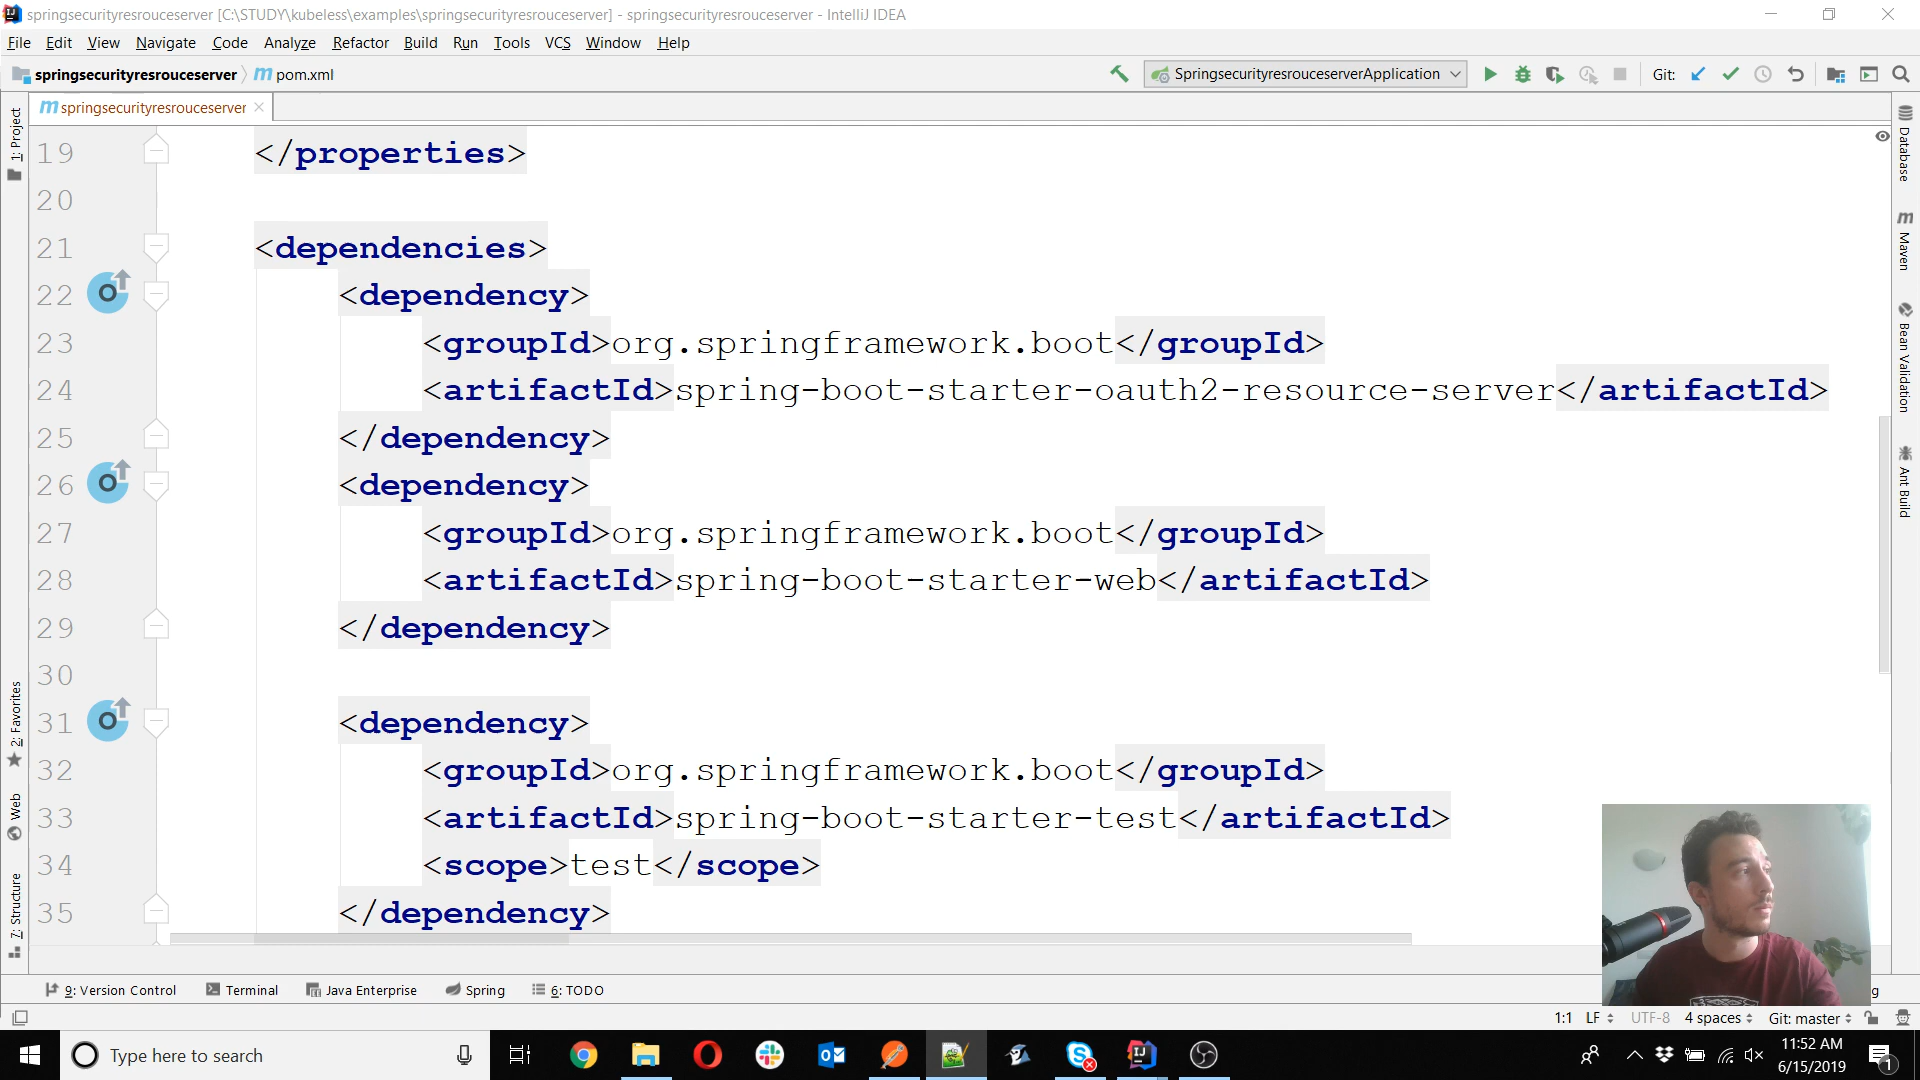 springsecurityresrouceserver [C:\STUDY\kubeless\examples\springsecurityresrouceserver] - springsecurityresrouceserver - IntelliJ IDEA
File Edit View Navigate Code Analyze Refactor Build Run Tools VCS Window Help
springsecurityresrouceserver pom.xml SpringsecurityresrouceserverApplication Git:
springsecurityresrouceserver
19 </properties>
20
21 <dependencies>
22 <dependency>
23 <groupId>org.springframework.boot</groupId>
24 <artifactId>spring-boot-starter-oauth2-resource-server</artifactId>
25 </dependency>
26 <dependency>
27 <groupId>org.springframework.boot</groupId>
28 <artifactId>spring-boot-starter-web</artifactId>
29 </dependency>
30
31 <dependency>
32 <groupId>org.springframework.boot</groupId>
33 <artifactId>spring-boot-starter-test</artifactId>
34 <scope>test</scope>
35 </dependency>
1: Project
2: Favorites
Web
7: Structure
Database
Maven
Bean Validation
Ant Build
9: Version Control Terminal Java Enterprise Spring 6: TODO
1:1 LF UTF-8 4 spaces Git: master
Type here to search
11:52 AM
6/15/2019
1